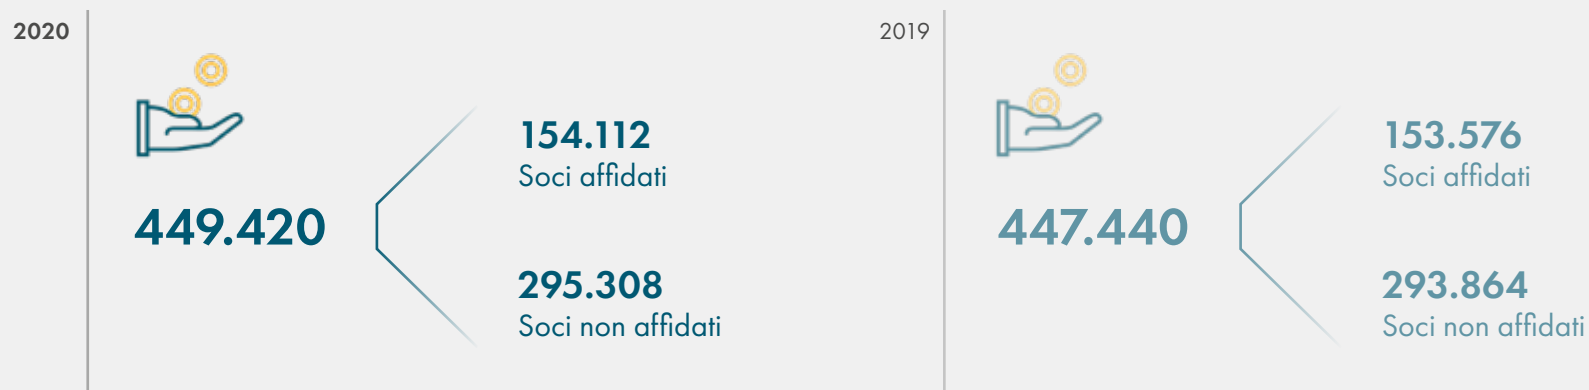 2020
449.420
154.112
Soci affidati
295.308
Soci non affidati
2019
447.440
153.576
Soci affidati
293.864
Soci non affidati